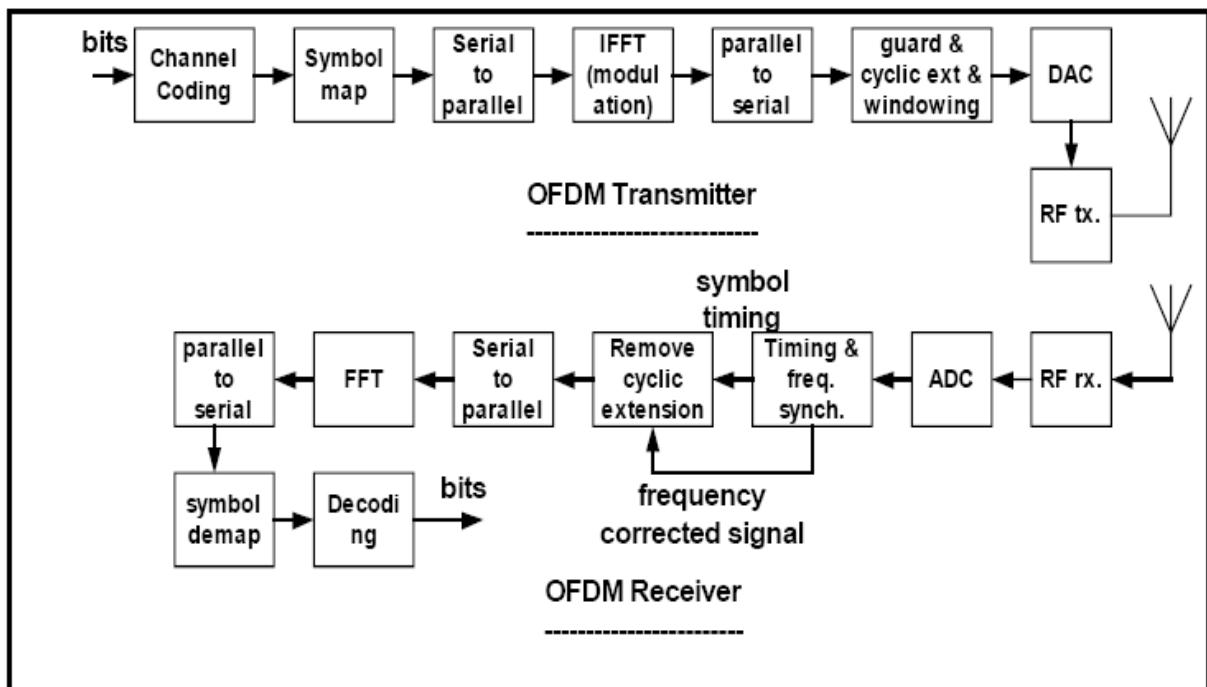 bits
Channel
Coding
Symbol
map
Serial
to
parallel
IFFT
(modul
ation)
parallel
to
serial
guard &
cyclic ext &
windowing
DAC
RF tx.
OFDM Transmitter
----------------------------
symbol
timing
parallel
to
serial
FFT
Serial
to
parallel
Remove
cyclic
extension
Timing &
freq.
synch.
ADC
RF rx.
symbol
demap
Decodi
ng
bits
frequency
corrected signal
OFDM Receiver
------------------------